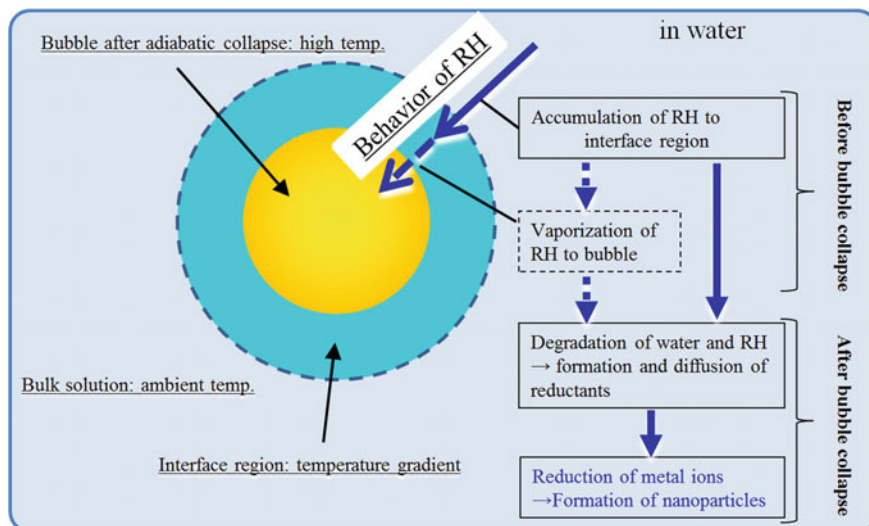 in water
Bubble after adiabatic collapse: high temp.
Behavior of RH
Accumulation of RH to
interface region
Vaporization of
RH to bubble
Before bubble collapse
Degradation of water and RH
→ formation and diffusion of
reductants
Bulk solution: ambient temp.
Interface region: temperature gradient
Reduction of metal ions
→Formation of nanoparticles
After bubble collapse